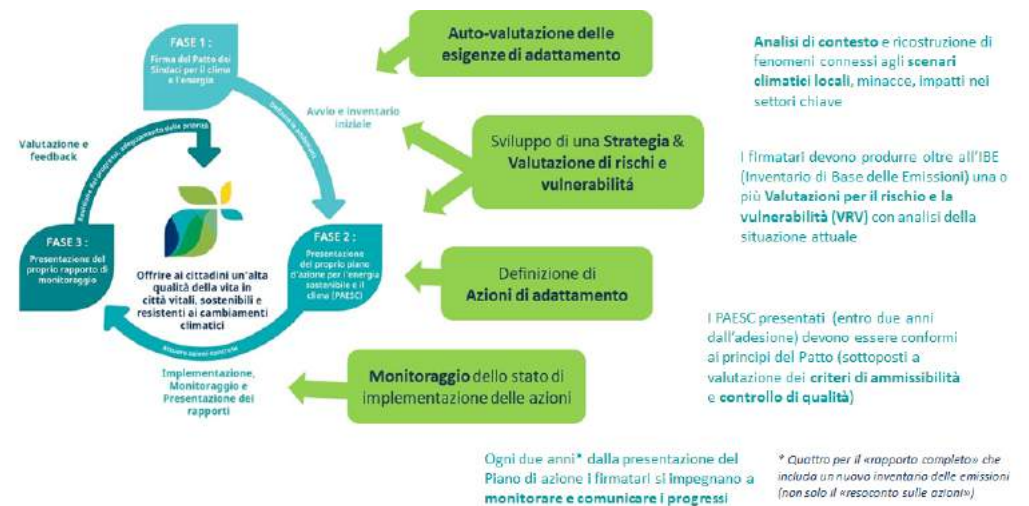 FASE 1 :
Firma del Patto dei
Sindaci per il clima
e l'energia
Avvio e inventario
iniziale
Valutazione e
feedback
FASE 3 :
Presentazione del
proprio rapporto di
monitoraggio
Offrire ai cittadini un'alta
qualità della vita in
città vitali, sostenibili e
resistenti ai cambiamenti
climatici
FASE 2 :
Presentazione
del proprio piano
d'azione per l'energia
sostenibile e il
clima (PAESC)
Implementazione,
Monitoraggio e
Presentazione dei
rapporti
Auto-valutazione delle
esigenze di adattamento
Sviluppo di una Strategia &
Valutazione di rischi e
vulnerabilitá
Definizione di
Azioni di adattamento
Monitoraggio dello stato di
implementazione delle azioni
Analisi di contesto e ricostruzione di
fenomeni connessi agli scenari
climatici locali, minacce, impatti nei
settori chiave
I firmatari devono produrre oltre all'IBE
(Inventario di Base delle Emissioni) una o
più Valutazioni per il rischio e la
vulnerabilità (VRV) con analisi della
situazione attuale
I PAESC presentati (entro due anni
dall'adesione) devono essere conformi
ai principi del Patto (sottoposti a
valutazione dei criteri di ammissibilità
e controllo di qualità)
Ogni due anni* dalla presentazione del
Piano di azione i firmatari si impegnano a
monitorare e comunicare i progressi
* Quattro per il «rapporto completo» che
includa un nuovo inventario delle emissioni
(non solo il «resoconto sulle azioni»)